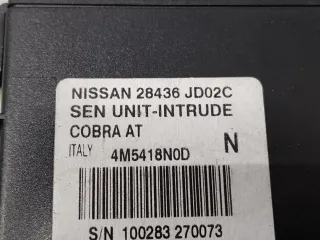 NISSAN 28436 JD02C
SEN UNIT-INTRUDE
COBRA AT
ITALY 4M5418N0D N
S/N 100283 270073